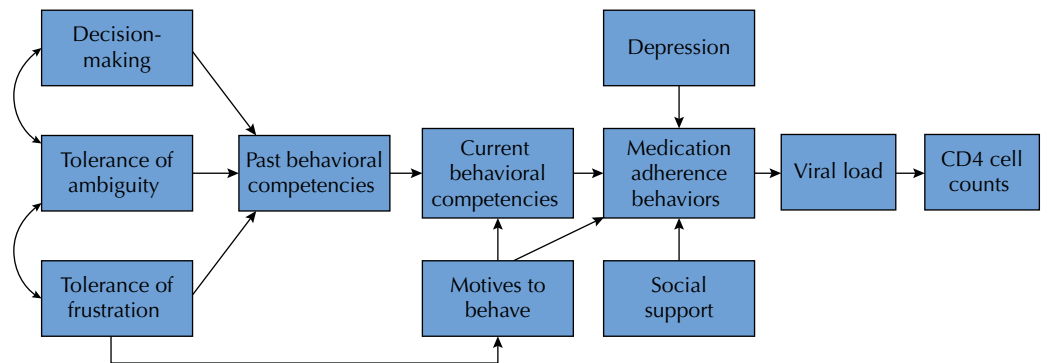 Decision-
making
Depression
Tolerance of
ambiguity
Past behavioral
competencies
Current
behavioral
competencies
Medication
adherence
behaviors
Viral load
CD4 cell
counts
Tolerance of
frustration
Motives to
behave
Social
support